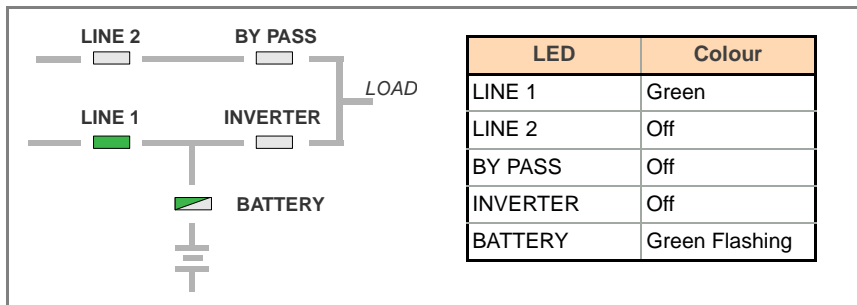 LINE 2 BY PASS
LOAD
LINE 1 INVERTER
BATTERY
LED Colour
LINE 1 Green
LINE 2 Off
BY PASS Off
INVERTER Off
BATTERY Green Flashing